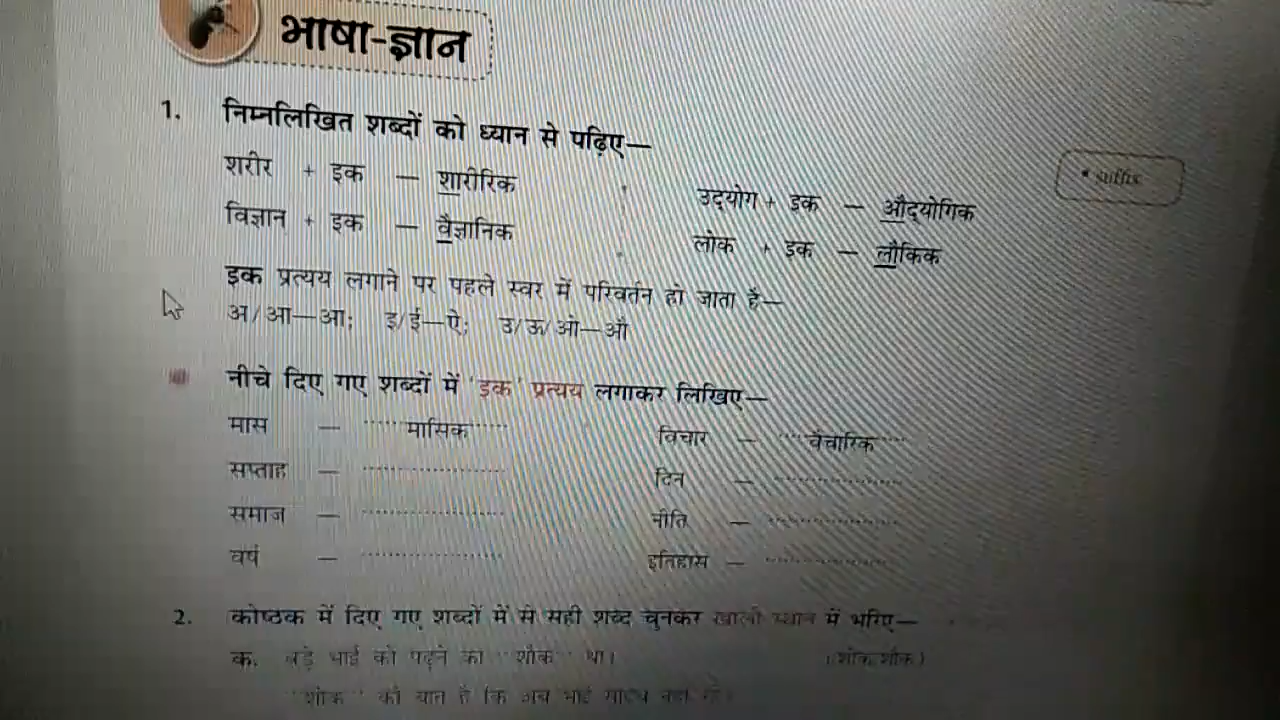 भाषा-ज्ञान
1. निम्नलिखित शब्दों को ध्यान से पढ़िए—
शरीर + इक — शारीरिक उद्‌योग + इक — औद्‌योगिक
• suffix
विज्ञान + इक — वैज्ञानिक लोक + इक — लौकिक
इक प्रत्यय लगाने पर पहले स्वर में परिवर्तन हो जाता है—
अ/आ—आ; इ/ई—ऐ; उ/ऊ/ओ—औ
नीचे दिए गए शब्दों में 'इक' प्रत्यय लगाकर लिखिए—
मास — मासिक विचार — वैचारिक
सप्ताह — दिन —
समाज — नीति —
वर्ष — इतिहास —
2. कोष्ठक में दिए गए शब्दों में से सही शब्द चुनकर खाली स्थान में भरिए—
क. बड़े भाई को पढ़ने का शौक था। (शोक/शौक)
शोक की बात है कि अब भाई